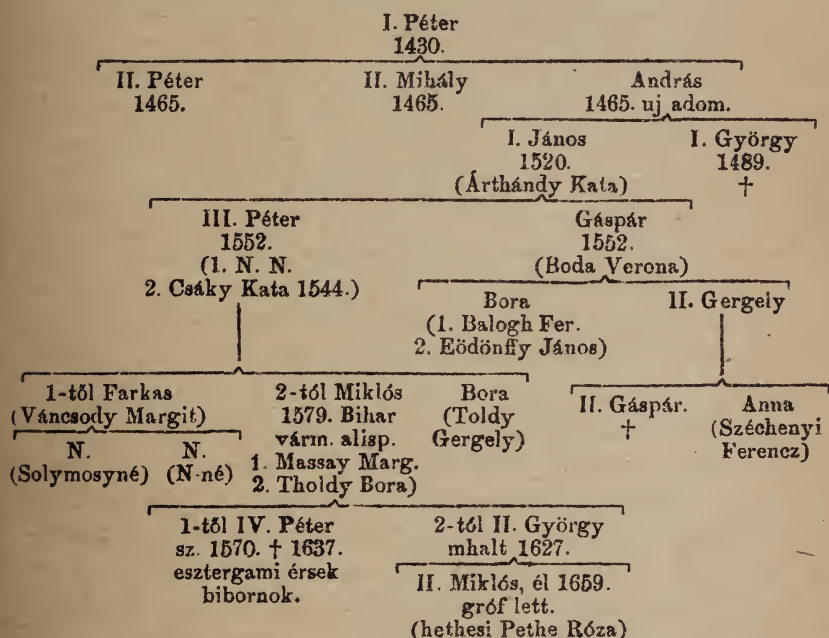 I. Péter
1430.
II. Péter II. Mihály András
1465. 1465. 1465. uj adom.
I. János I. György
1520. 1489.
(Árthándy Kata) †
III. Péter Gáspár
1552. 1552.
(1. N. N. (Boda Verona)
2. Csáky Kata 1544.)
Bora II. Gergely
(1. Balogh Fer.
2. Eödönffy János)
1-től Farkas 2-tól Miklós Bora
(Váncsody Margit) 1579. Bihar (Toldy
várm. alisp. Gergely)
1. Massay Marg.
2. Tholdy Bora)
II. Gáspár. Anna
† (Széchenyi
Ferencz)
N. N.
(Solymosyné) (N-né)
1-től IV. Péter 2-tól II. György
sz. 1570. † 1637. mhalt 1627.
esztergami érsek
bibornok.
II. Miklós, él 1659.
gróf lett.
(hethesi Pethe Róza)